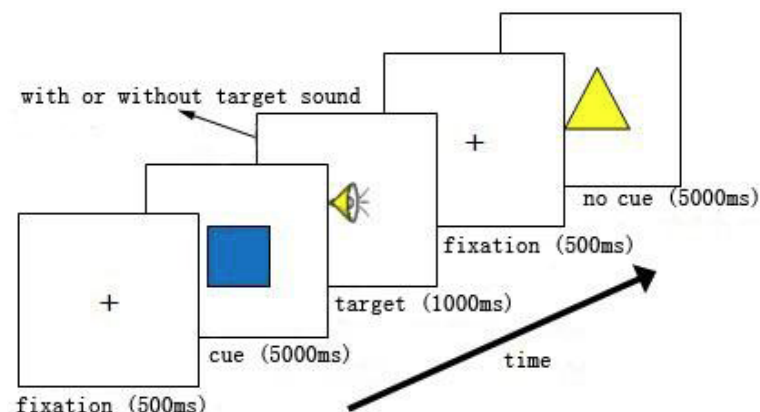 with or without target sound
no cue (5000ms)
fixation (500ms)
target (1000ms)
cue (5000ms)
time
fixation (500ms)